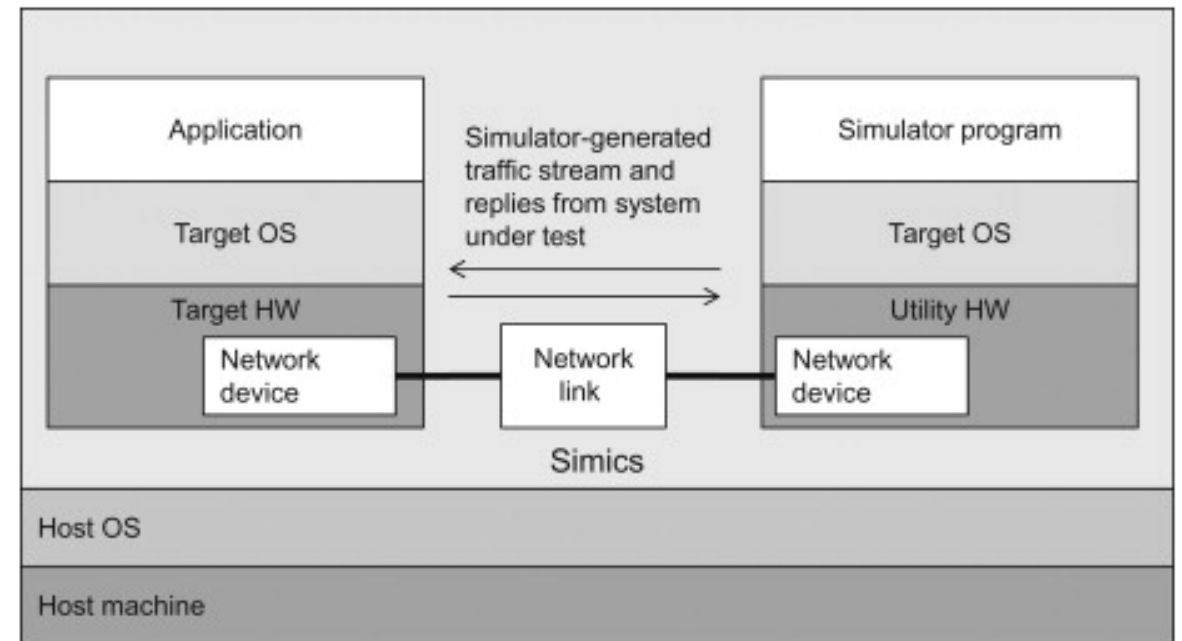 Application
Target OS
Target HW
Network
device
Simulator-generated
traffic stream and
replies from system
under test
Network
link
Simulator program
Target OS
Utility HW
Network
device
Simics
Host OS
Host machine